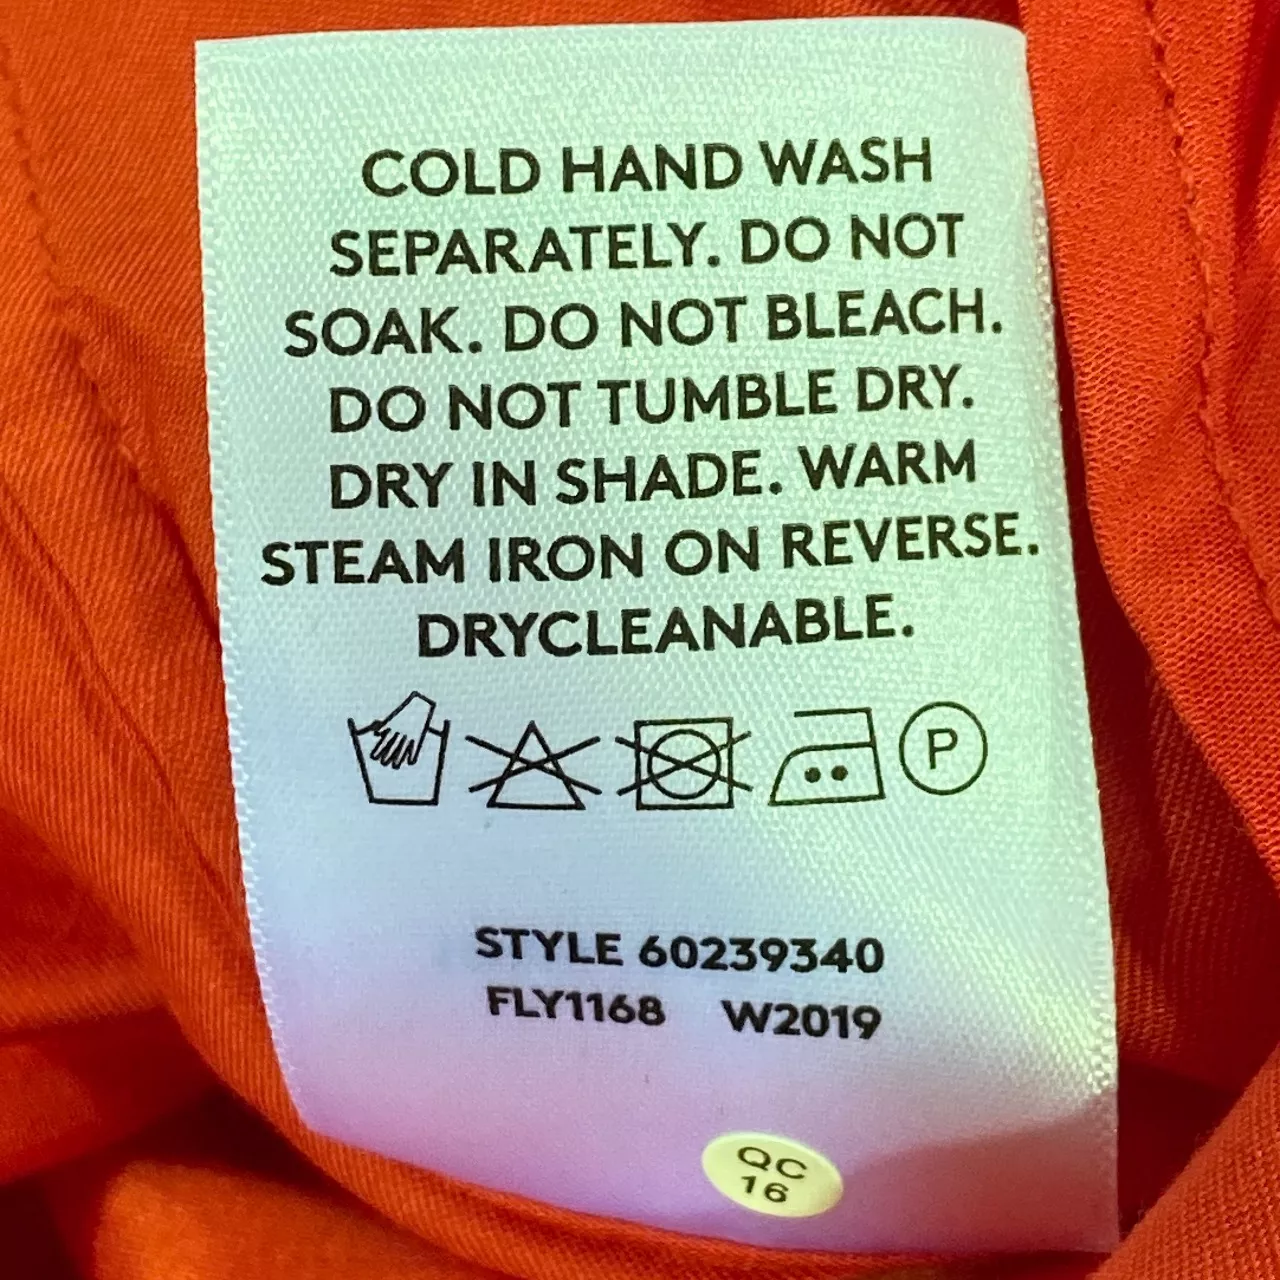 COLD HAND WASH
SEPARATELY. DO NOT
SOAK. DO NOT BLEACH.
DO NOT TUMBLE DRY.
DRY IN SHADE. WARM
STEAM IRON ON REVERSE.
DRYCLEANABLE.
P
STYLE 60239340
FLY1168 W2019
QC
16